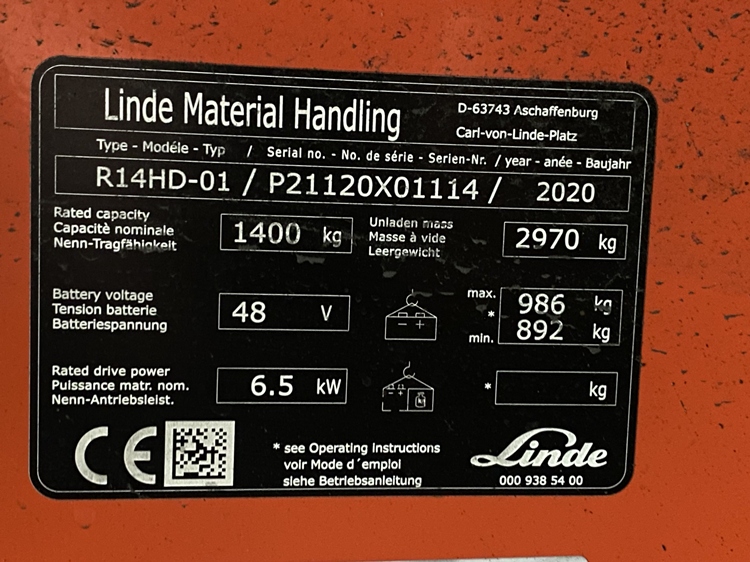 Linde Material Handling
D-63743 Aschaffenburg
Carl-von-Linde-Platz
Type - Modéle - Typ / Serial no. - No. de série - Serien-Nr. / year - anée - Baujahr
R14HD-01 / P21120X01114 / 2020
Rated capacity
Capacité nominale
Nenn-Tragfähigkeit
1400 kg
Unladen mass
Masse à vide
Leergewicht
2970 kg
Battery voltage
Tension batterie
Batteriespannung
48 V
- +
max. 986 kg
*
min. 892 kg
Rated drive power
Puissance matr. nom.
Nenn-Antriebsleist.
6.5 kW
- + kg
* kg
CE
* see Operating instructions
voir Mode d´emploi
siehe Betriebsanleitung
Linde
000 938 54 00